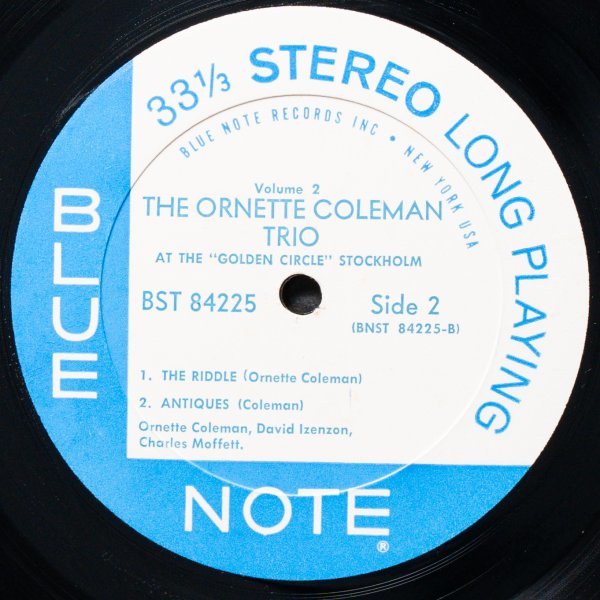 33 1/3 STEREO LONG PLAYING
BLUE NOTE RECORDS INC • NEW YORK USA
Volume 2
THE ORNETTE COLEMAN
TRIO
AT THE "GOLDEN CIRCLE" STOCKHOLM
BST 84225
Side 2
(BNST 84225-B)
1. THE RIDDLE (Ornette Coleman)
2. ANTIQUES (Coleman)
Ornette Coleman, David Izenzon,
Charles Moffett.
BLUE
NOTE®